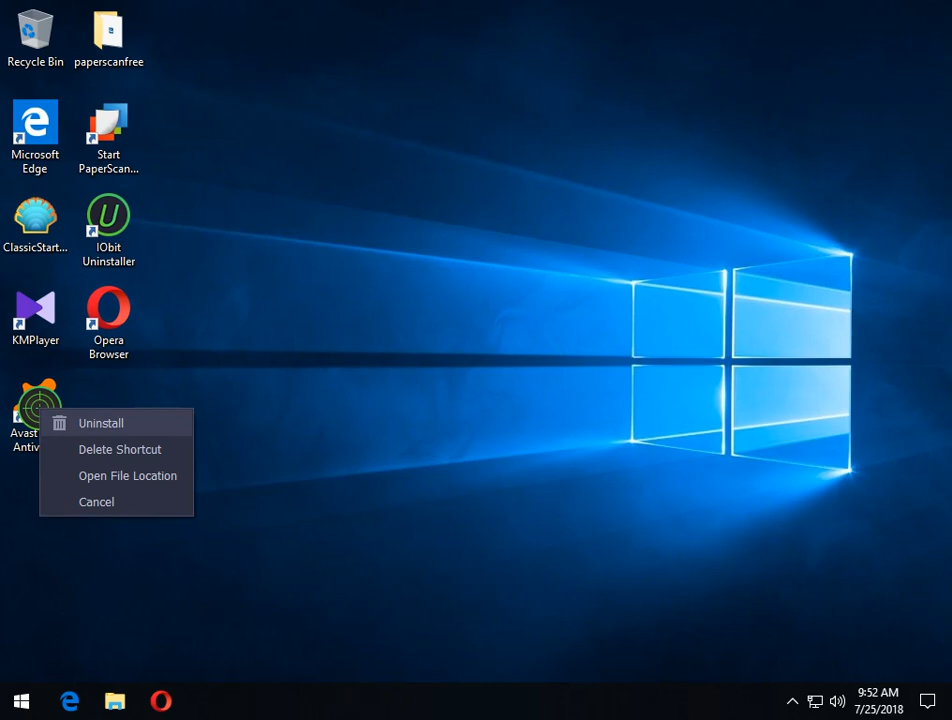 Recycle Bin
paperscanfree
Microsoft
Edge
Start
PaperScan...
ClassicStart...
IObit
Uninstaller
KMPlayer
Opera
Browser
Avast
Antiv
Uninstall
Delete Shortcut
Open File Location
Cancel
9:52 AM
7/25/2018